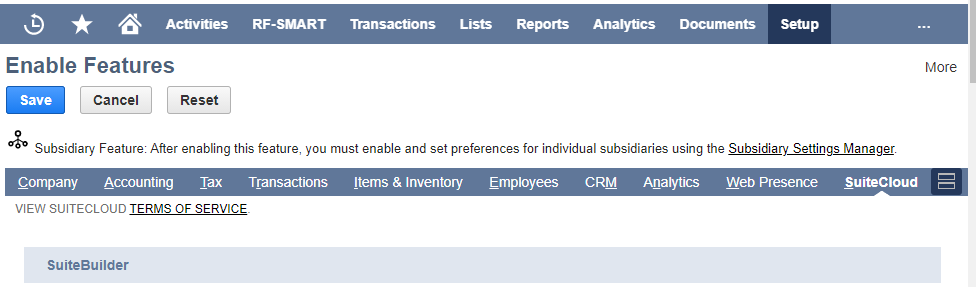 Activities RF-SMART Transactions Lists Reports Analytics Documents Setup ...
Enable Features More
Save Cancel Reset
Subsidiary Feature: After enabling this feature, you must enable and set preferences for individual subsidiaries using the Subsidiary Settings Manager.
Company Accounting Tax Transactions Items & Inventory Employees CRM Analytics Web Presence SuiteCloud
VIEW SUITECLOUD TERMS OF SERVICE.
SuiteBuilder